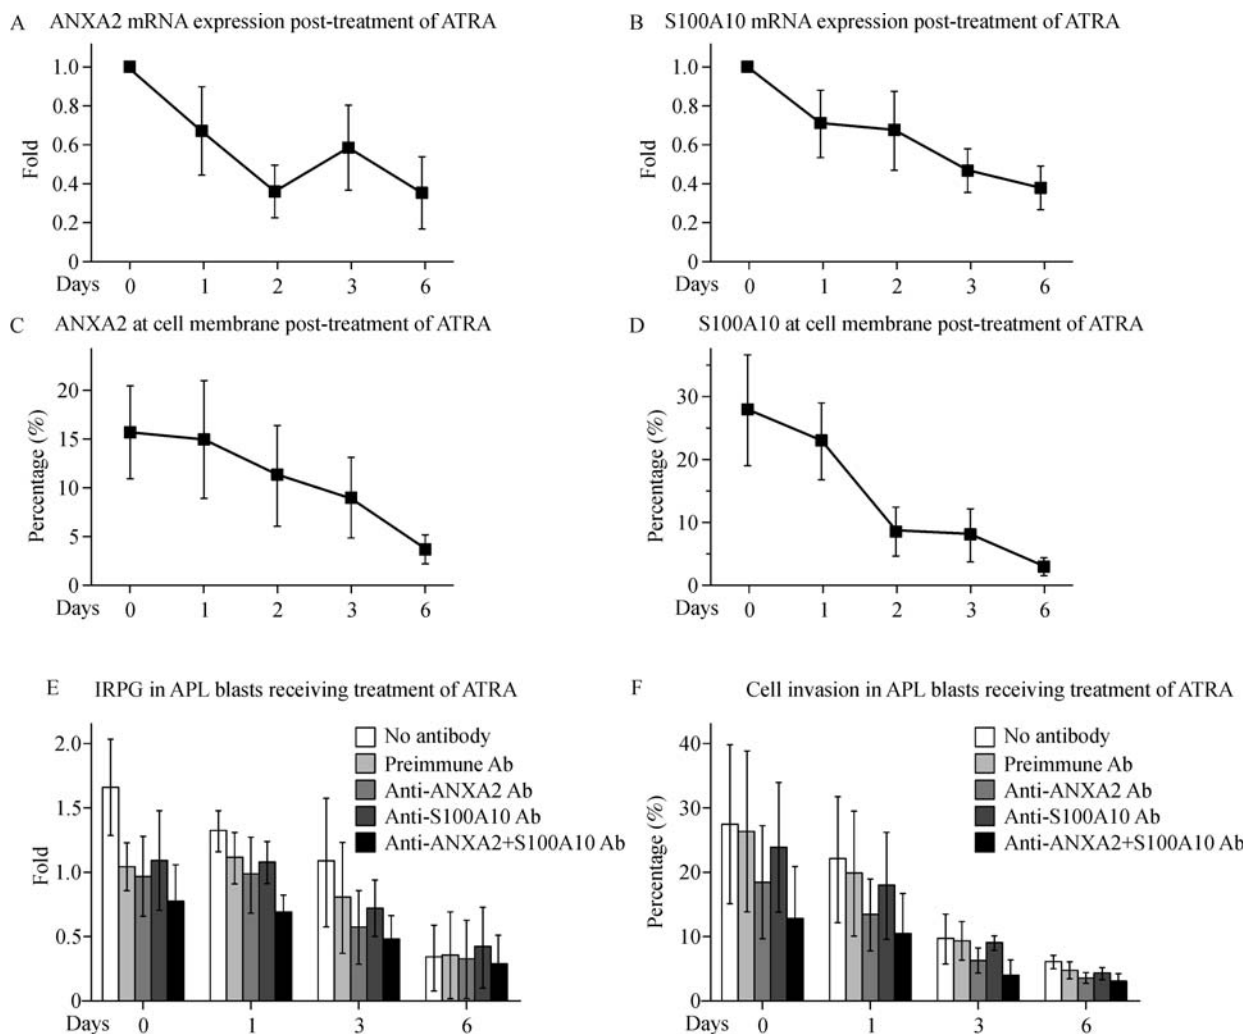 A ANXA2 mRNA expression post-treatment of ATRA
1.0
0.8
0.6
0.4
0.2
0
Fold
Days 0 1 2 3 6
B S100A10 mRNA expression post-treatment of ATRA
1.0
0.8
0.6
0.4
0.2
0
Fold
Days 0 1 2 3 6
C ANXA2 at cell membrane post-treatment of ATRA
20
15
10
5
0
Percentage (%)
Days 0 1 2 3 6
D S100A10 at cell membrane post-treatment of ATRA
30
20
10
0
Percentage (%)
Days 0 1 2 3 6
E IRPG in APL blasts receiving treatment of ATRA
2.0
1.5
1.0
0.5
0
Fold
No antibody
Preimmune Ab
Anti-ANXA2 Ab
Anti-S100A10 Ab
Anti-ANXA2+S100A10 Ab
Days 0 1 3 6
F Cell invasion in APL blasts receiving treatment of ATRA
40
30
20
10
0
Percentage (%)
No antibody
Preimmune Ab
Anti-ANXA2 Ab
Anti-S100A10 Ab
Anti-ANXA2+S100A10 Ab
Days 0 1 3 6